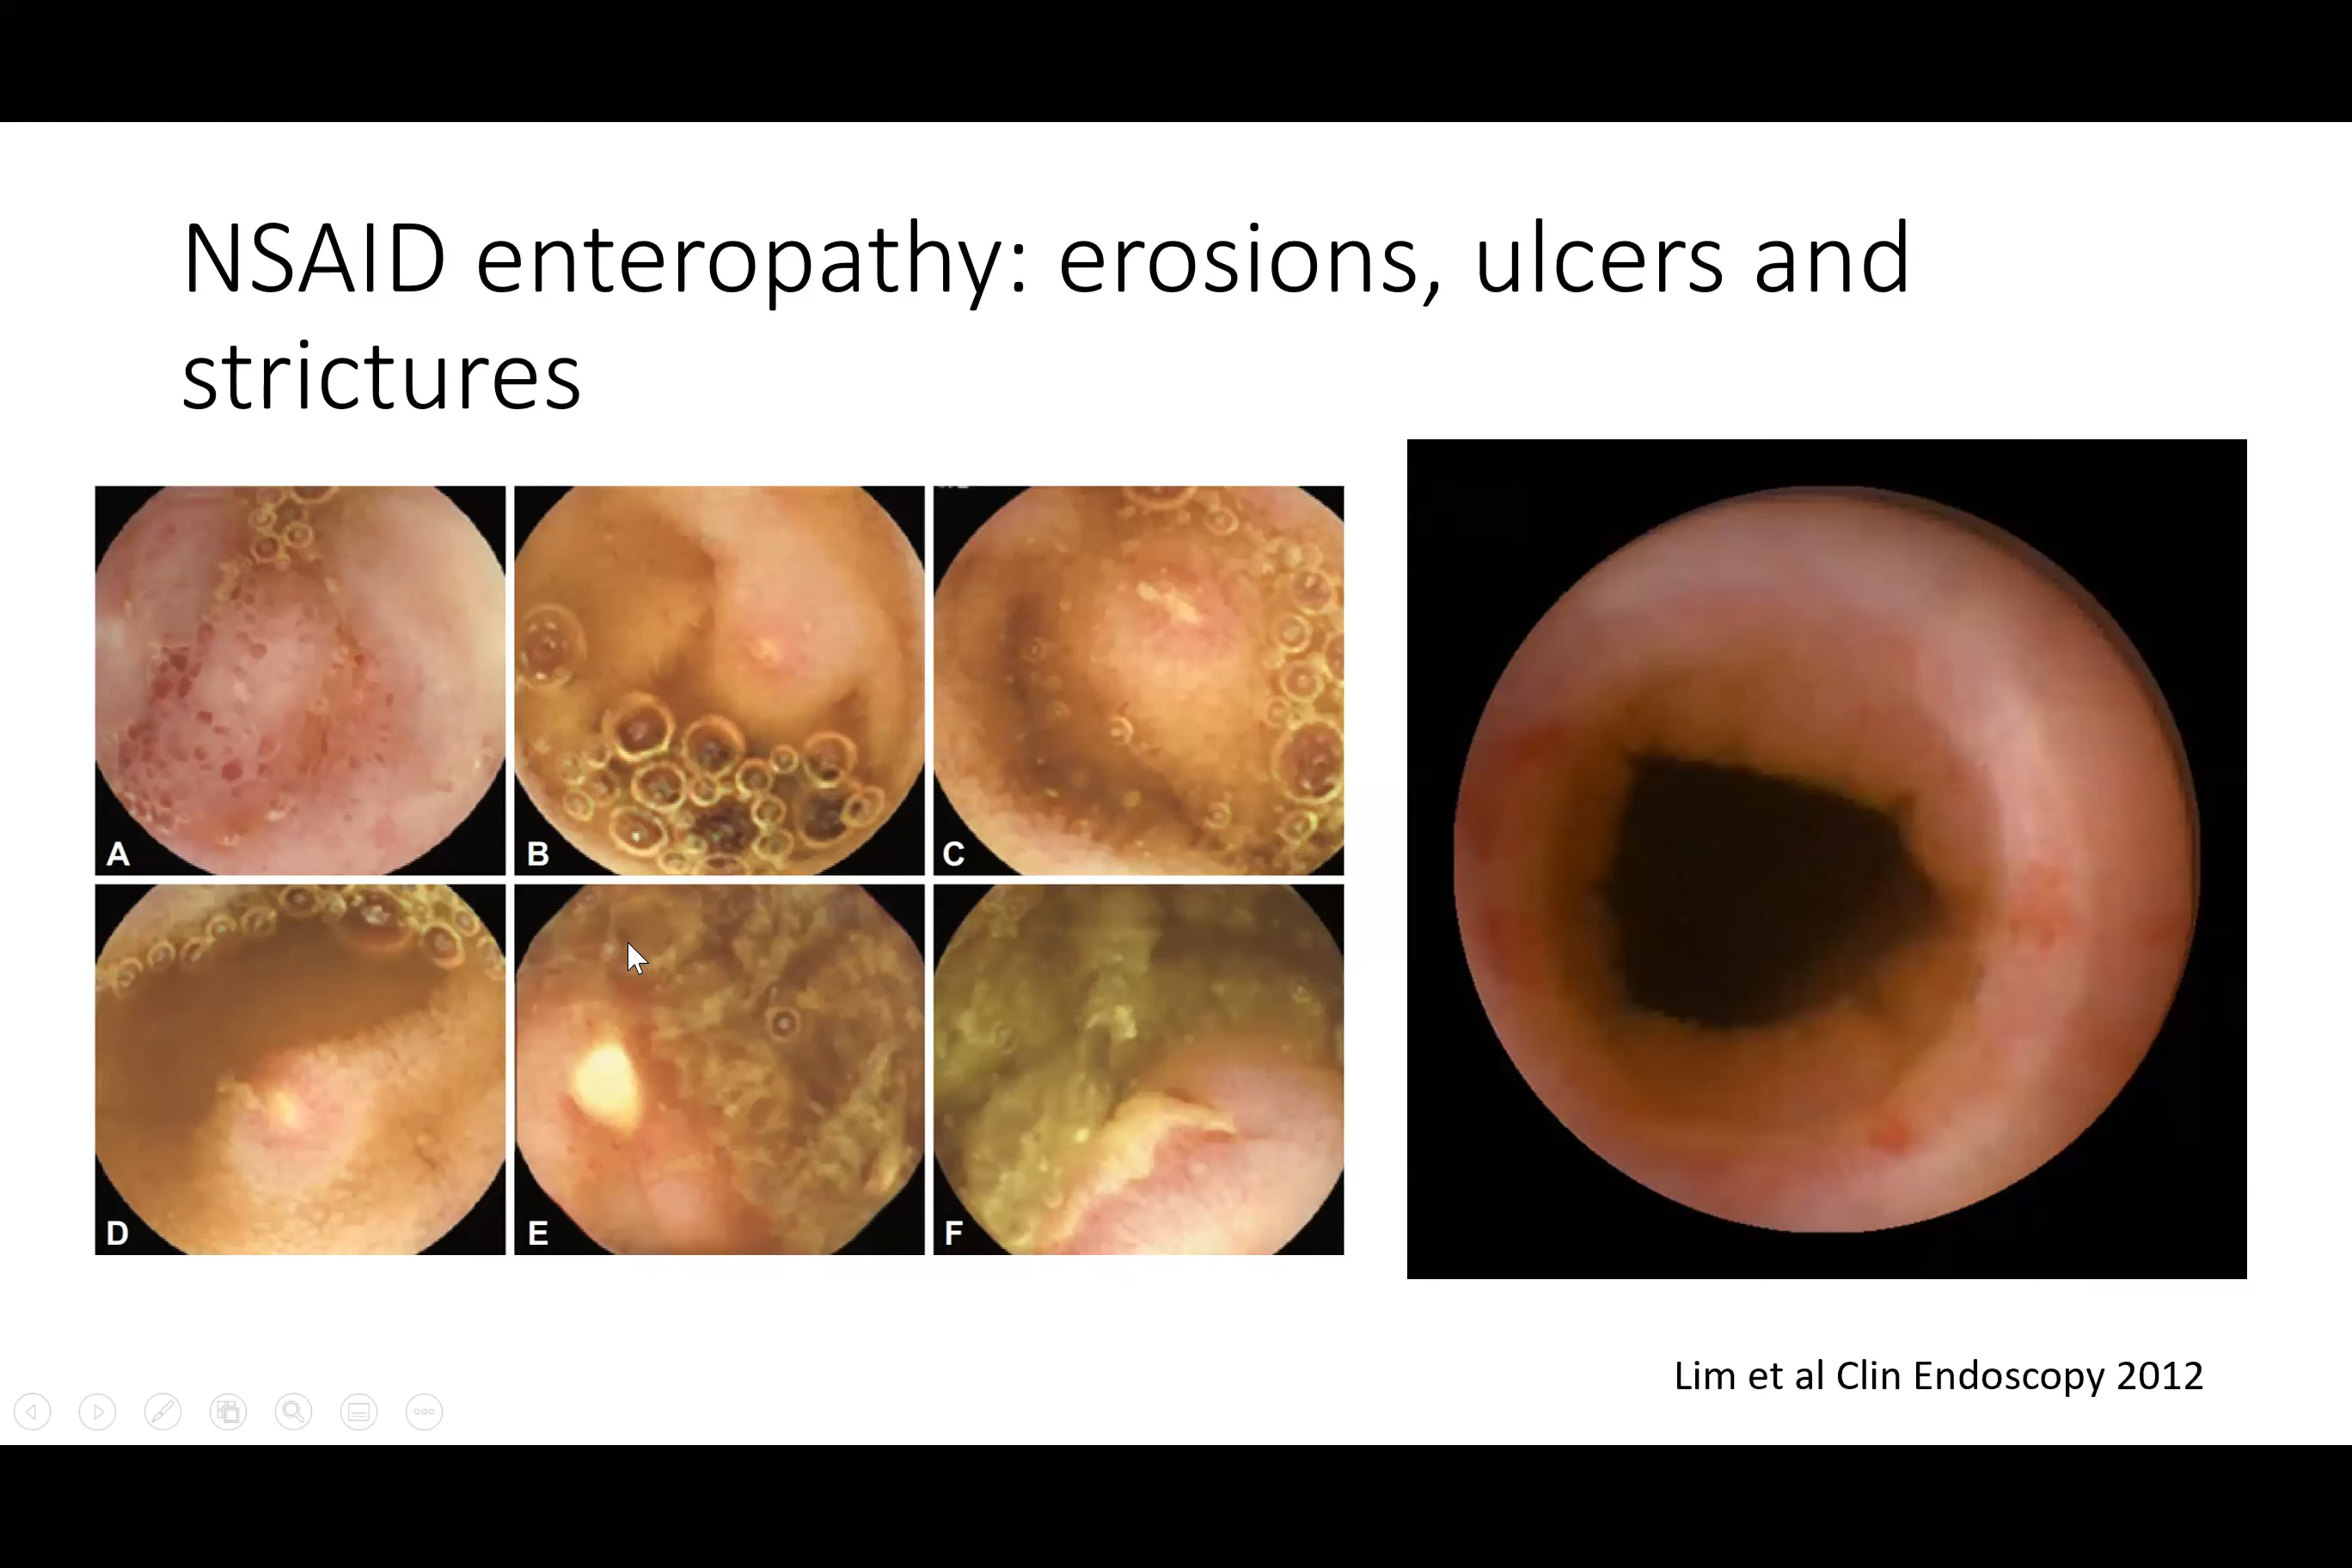 NSAID enteropathy: erosions, ulcers and
strictures
A
B
C
D
E
F
Lim et al Clin Endoscopy 2012